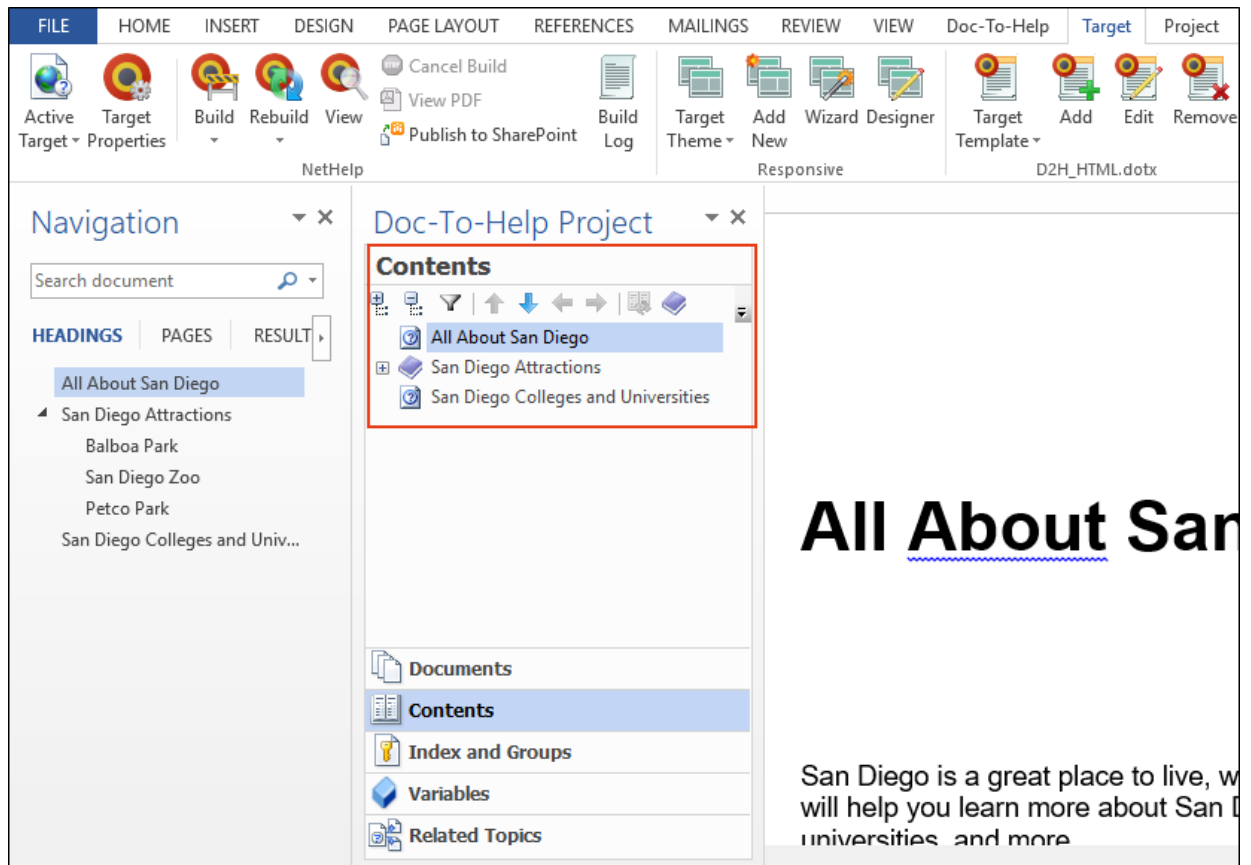 FILE HOME INSERT DESIGN PAGE LAYOUT REFERENCES MAILINGS REVIEW VIEW Doc-To-Help Target Project
Cancel Build
View PDF
Publish to SharePoint
Active Target Build Rebuild View Build Target Add Wizard Designer Target Add Edit Remove
Target Properties Log Theme New Template
NetHelp Responsive D2H_HTML.dotx
Navigation
Search document
HEADINGS PAGES RESULT
All About San Diego
San Diego Attractions
Balboa Park
San Diego Zoo
Petco Park
San Diego Colleges and Univ...
Doc-To-Help Project
Contents
All About San Diego
San Diego Attractions
San Diego Colleges and Universities
Documents
Contents
Index and Groups
Variables
Related Topics
All About San
San Diego is a great place to live, w
will help you learn more about San D
universities, and more